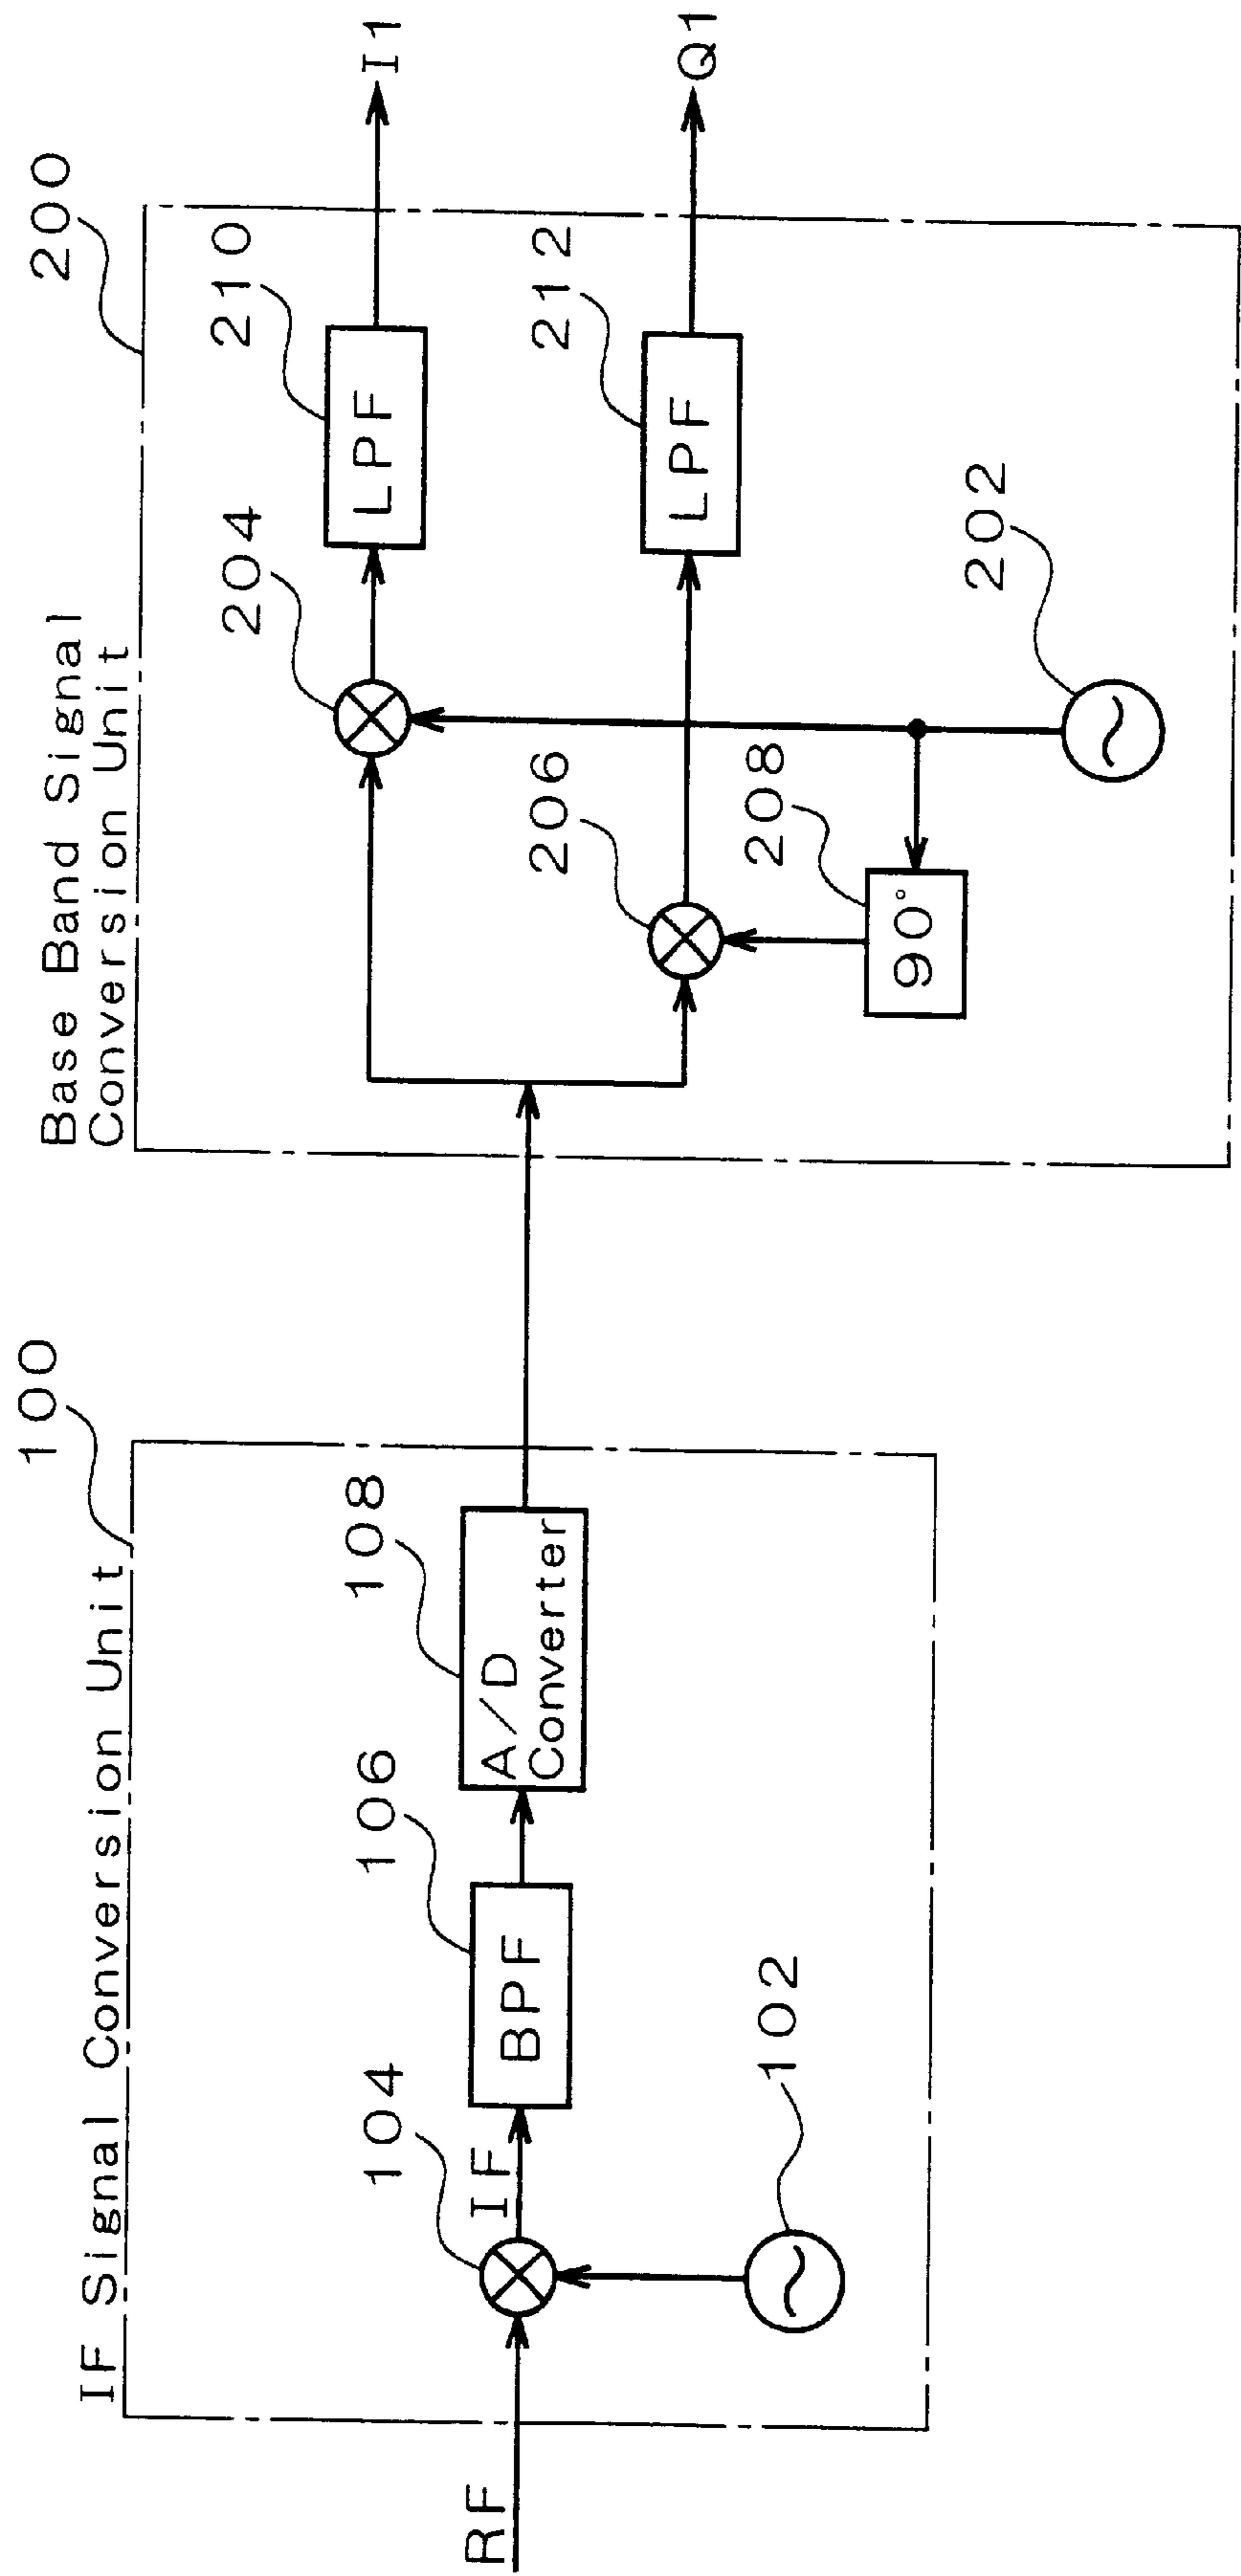 IF Signal Conversion Unit
100
RF
104
IF
102
106
BPF
108
A/D
Converter
Base Band Signal
Conversion Unit
200
204
206
208
90°
202
210
LPF
212
LPF
I1
Q1